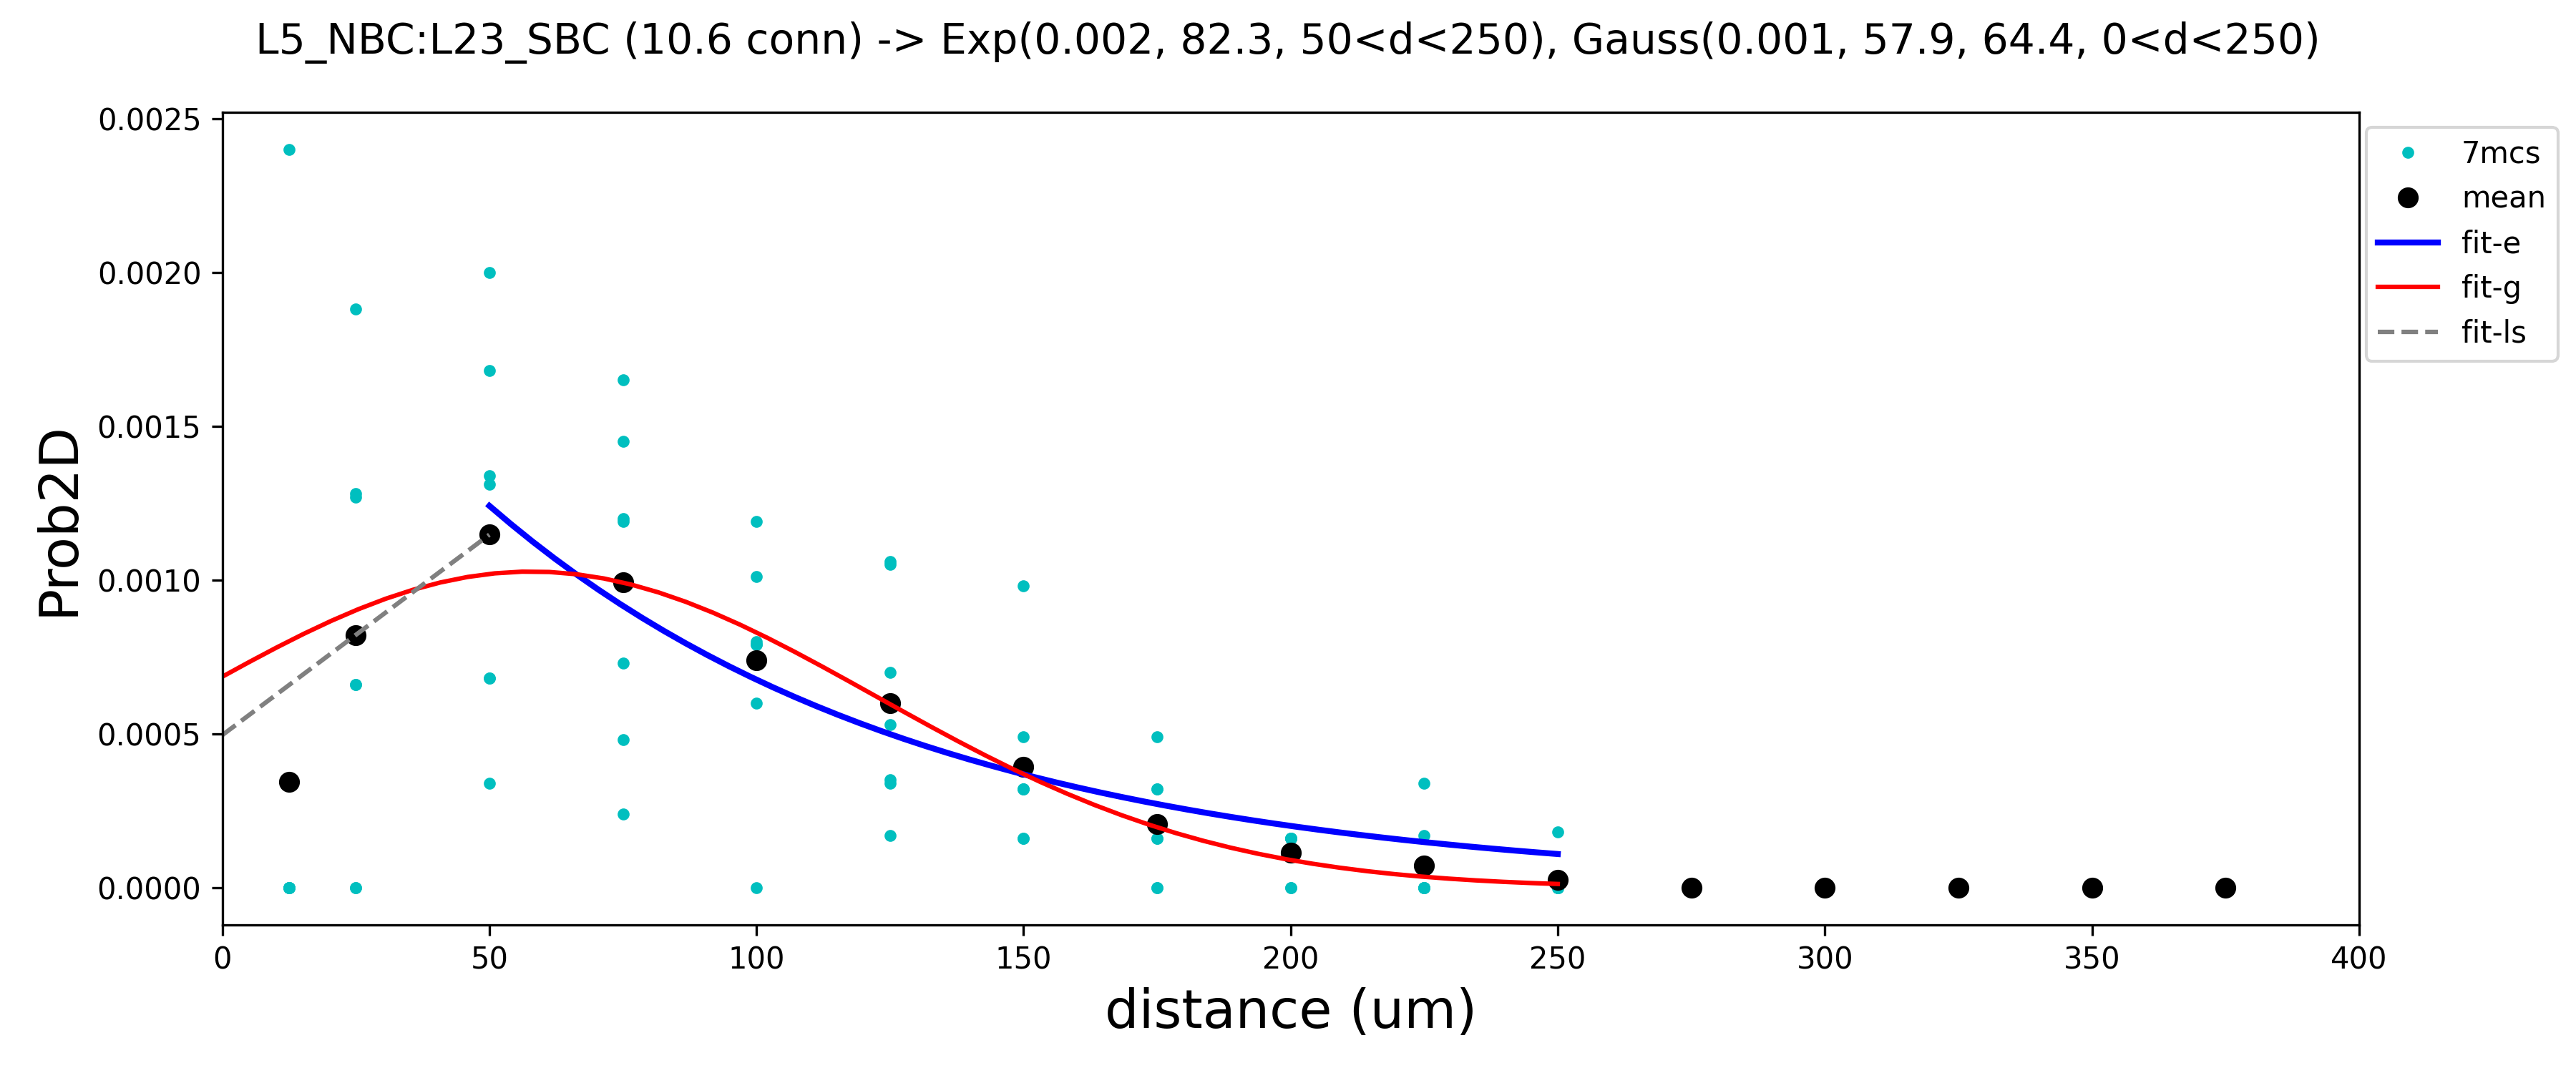 L5_NBC:L23_SBC (10.6 conn) -> Exp(0.002, 82.3, 50<d<250), Gauss(0.001, 57.9, 64.4, 0<d<250)
0.0025
0.0020
0.0015
0.0010
0.0005
0.0000
Prob2D
0 50 100 150 200 250 300 350 400
distance (um)
7mcs
mean
fit-e
fit-g
fit-ls